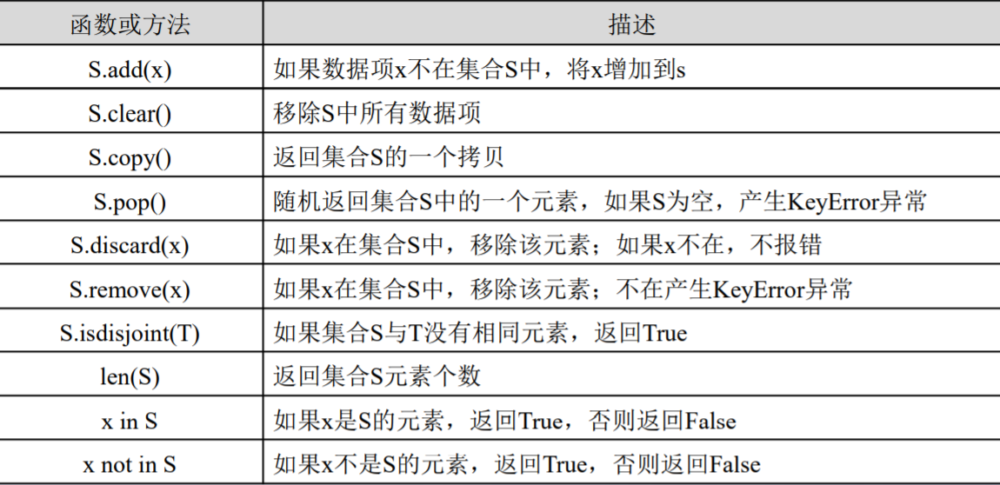 函数或方法 描述
S.add(x) 如果数据项x不在集合S中，将x增加到s
S.clear() 移除S中所有数据项
S.copy() 返回集合S的一个拷贝
S.pop() 随机返回集合S中的一个元素，如果S为空，产生KeyError异常
S.discard(x) 如果x在集合S中，移除该元素；如果x不在，不报错
S.remove(x) 如果x在集合S中，移除该元素；不在产生KeyError异常
S.isdisjoint(T) 如果集合S与T没有相同元素，返回True
len(S) 返回集合S元素个数
x in S 如果x是S的元素，返回True，否则返回False
x not in S 如果x不是S的元素，返回True，否则返回False